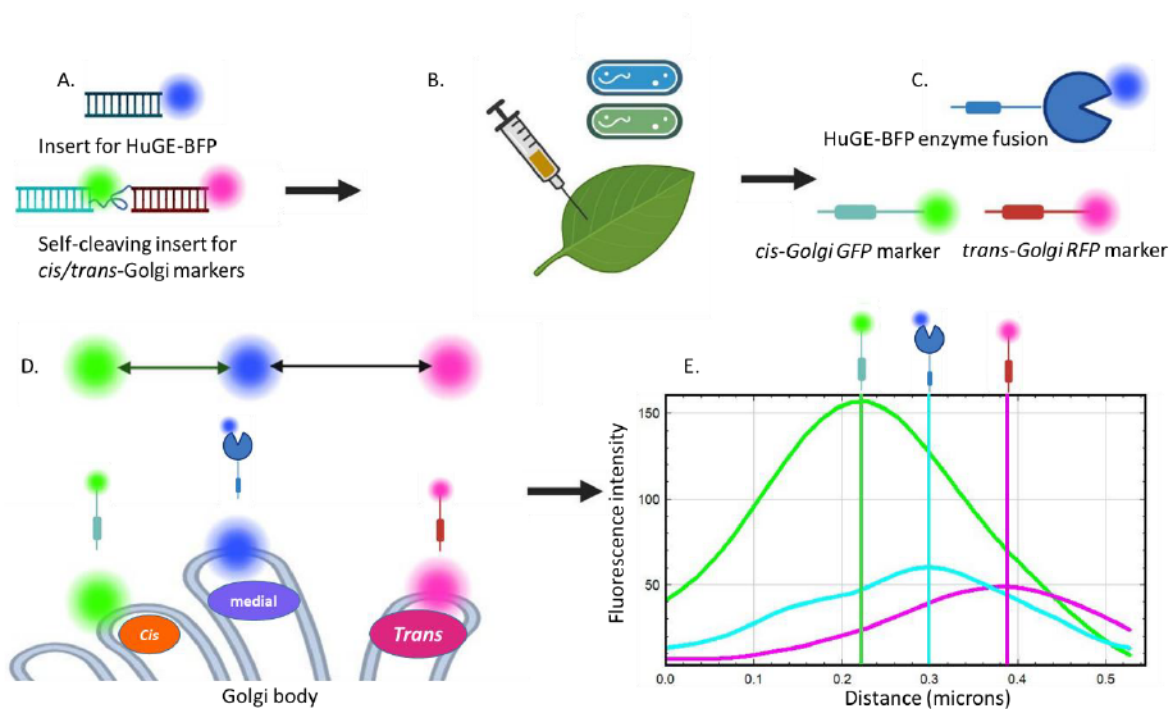 A.
Insert for HuGE-BFP
Self-cleaving insert for
cis/trans-Golgi markers
B.
C.
HuGE-BFP enzyme fusion
cis-Golgi GFP marker
trans-Golgi RFP marker
D.
Cis
medial
Trans
Golgi body
E.
Fluorescence intensity
150
100
50
0.0 0.1 0.2 0.3 0.4 0.5
Distance (microns)